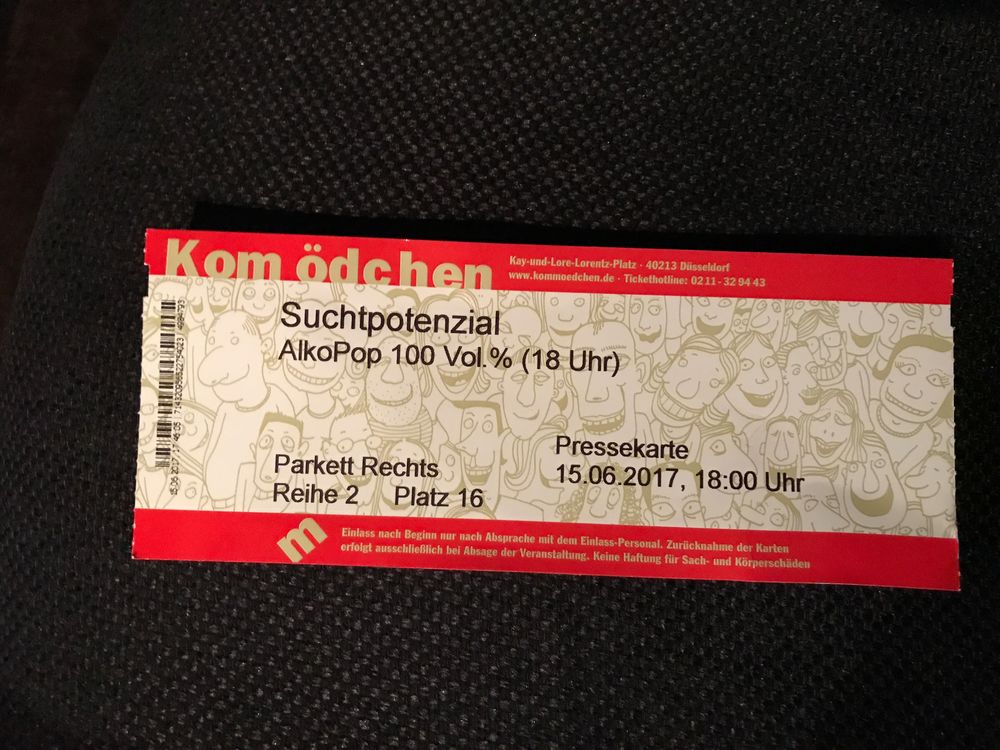 Kom ödchen
Kay-und-Lore-Lorentz-Platz · 40213 Düsseldorf
www.kommoedchen.de · Tickethotline: 0211-32 94 43
Suchtpotenzial
AlkoPop 100 Vol.% (18 Uhr)
Parkett Rechts
Reihe 2 Platz 16
Pressekarte
15.06.2017, 18:00 Uhr
m
Einlass nach Beginn nur nach Absprache mit dem Einlass-Personal. Zurücknahme der Karten
erfolgt ausschließlich bei Absage der Veranstaltung. Keine Haftung für Sach- und Körperschäden